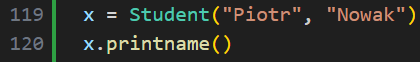 119 x = Student("Piotr", "Nowak")
120 x.printname()